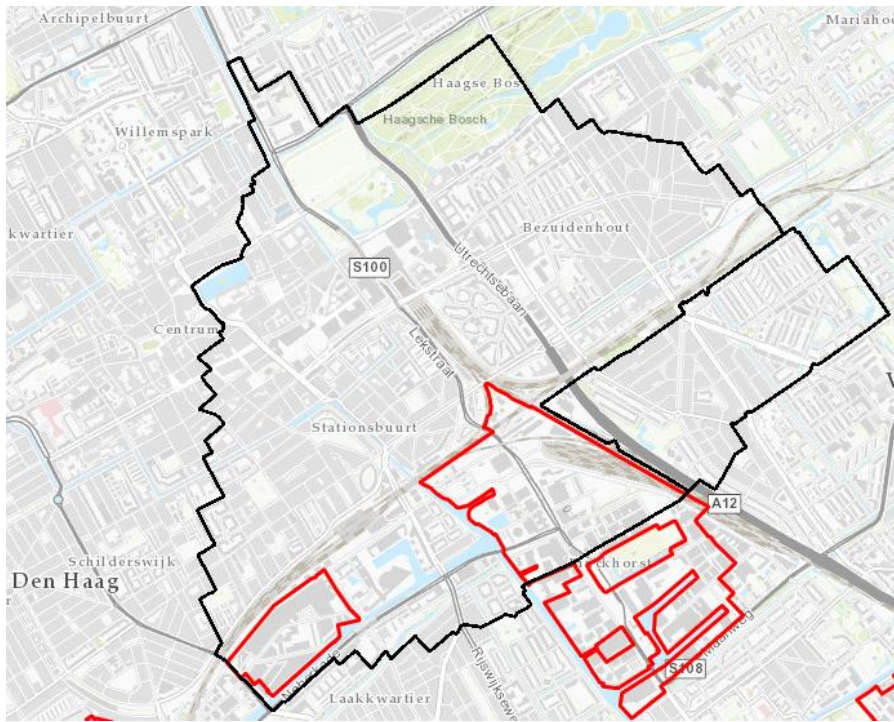 Archipelbuurt
Mariahoe
Haagse Bos
Haagsche Bosch
Willemspark
kwartier
Bezuidenhout
Utrechtsebaan
S100
Centrum
Lekstraat
Stationsbuurt
A12
Schilderswijk
Den Haag
S108
Laakkwartier
Rijswijksewe